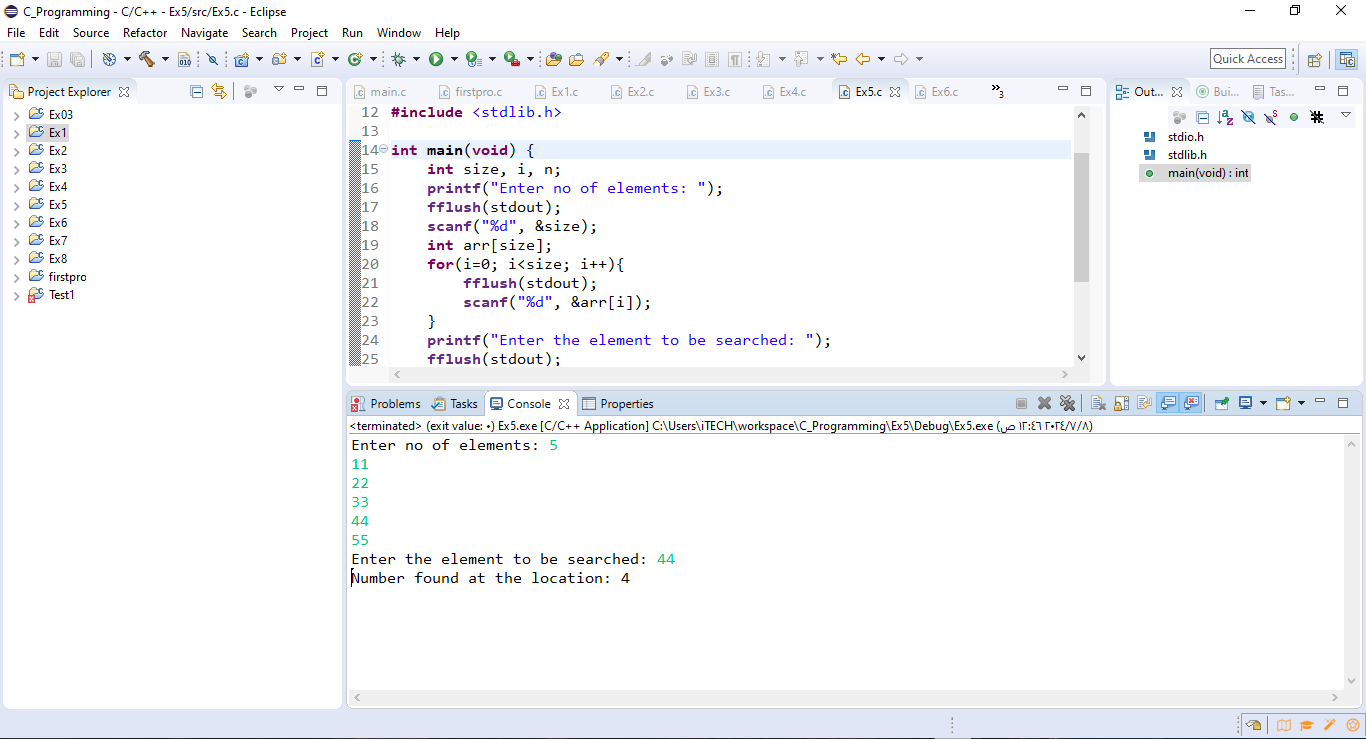 C_Programming - C/C++ - Ex5/src/Ex5.c - Eclipse
File Edit Source Refactor Navigate Search Project Run Window Help
Quick Access
Project Explorer
Ex03
Ex1
Ex2
Ex3
Ex4
Ex5
Ex6
Ex7
Ex8
firstpro
Test1
main.c firstpro.c Ex1.c Ex2.c Ex3.c Ex4.c Ex5.c Ex6.c »3
12 #include <stdlib.h>
13
14 int main(void) {
15 int size, i, n;
16 printf("Enter no of elements: ");
17 fflush(stdout);
18 scanf("%d", &size);
19 int arr[size];
20 for(i=0; i<size; i++){
21 fflush(stdout);
22 scanf("%d", &arr[i]);
23 }
24 printf("Enter the element to be searched: ");
25 fflush(stdout);
Out... Bui... Tas...
stdio.h
stdlib.h
main(void) : int
Problems Tasks Console Properties
<terminated> (exit value: ٠) Ex5.exe [C/C++ Application] C:\Users\iTECH\workspace\C_Programming\Ex5\Debug\Ex5.exe (٢٠٢٤/٧/٨ ١٢:٤٦ ص)
Enter no of elements: 5
11
22
33
44
55
Enter the element to be searched: 44
Number found at the location: 4